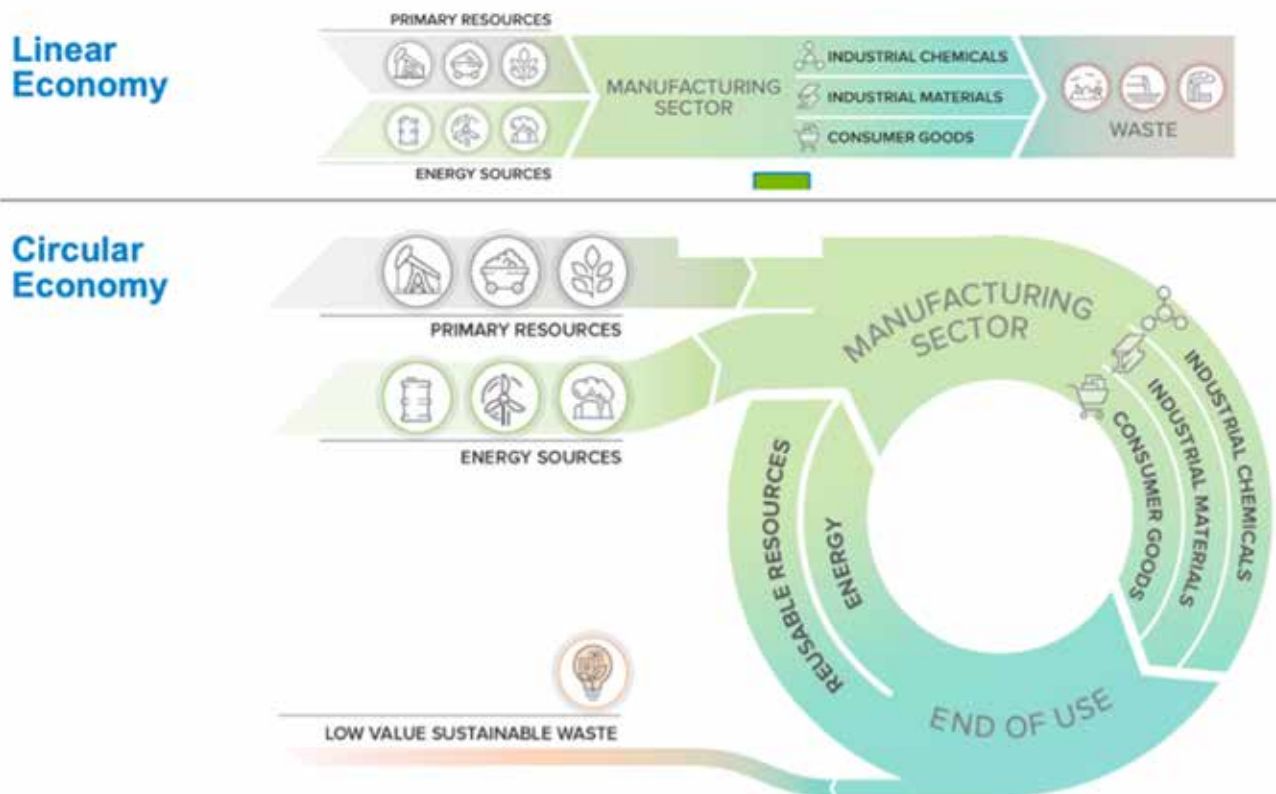 Linear
Economy
PRIMARY RESOURCES
ENERGY SOURCES
MANUFACTURING
SECTOR
INDUSTRIAL CHEMICALS
INDUSTRIAL MATERIALS
CONSUMER GOODS
WASTE
Circular
Economy
PRIMARY RESOURCES
ENERGY SOURCES
MANUFACTURING
SECTOR
INDUSTRIAL CHEMICALS
INDUSTRIAL MATERIALS
CONSUMER GOODS
REUSABLE RESOURCES
ENERGY
END OF USE
LOW VALUE SUSTAINABLE WASTE